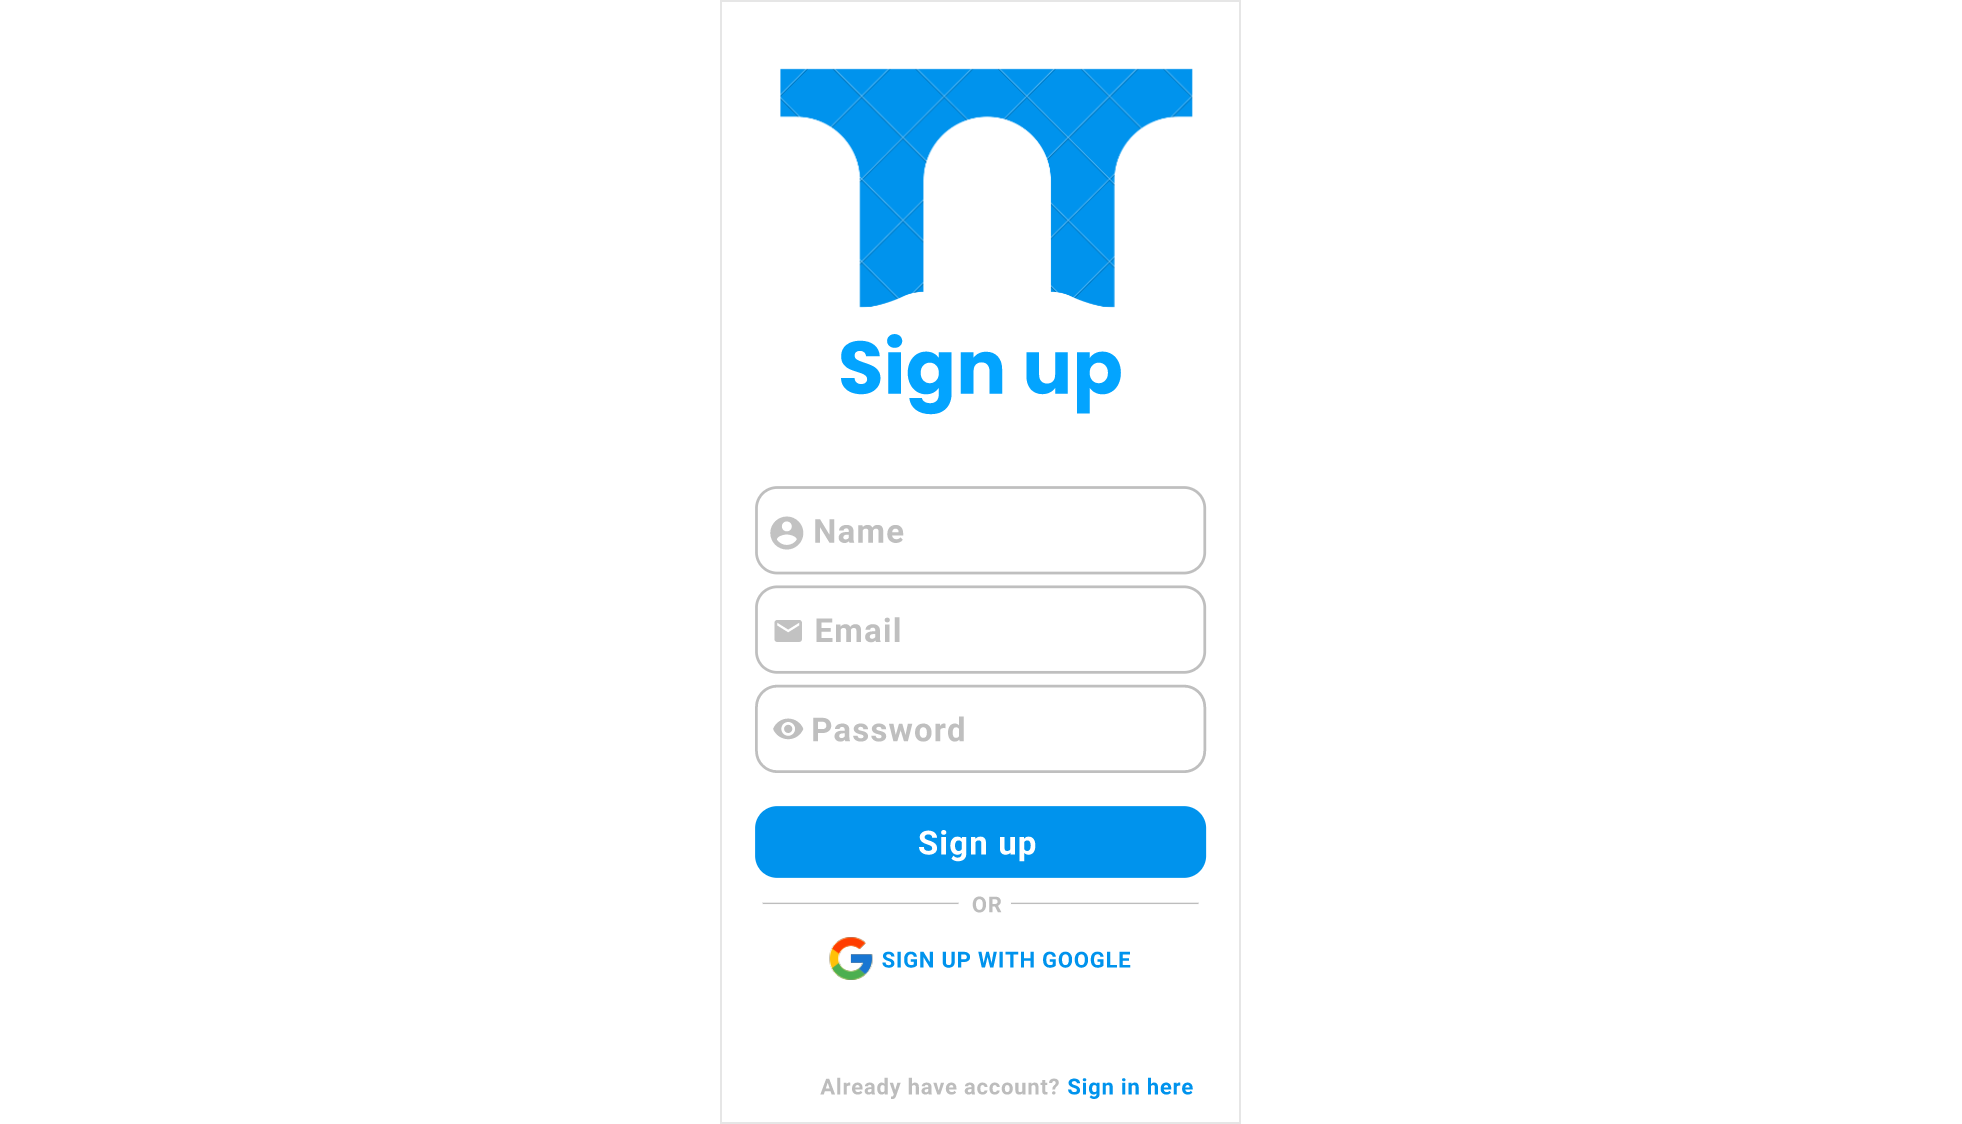 Sign up
Name
Email
Password
Sign up
OR
SIGN UP WITH GOOGLE
Already have account? Sign in here